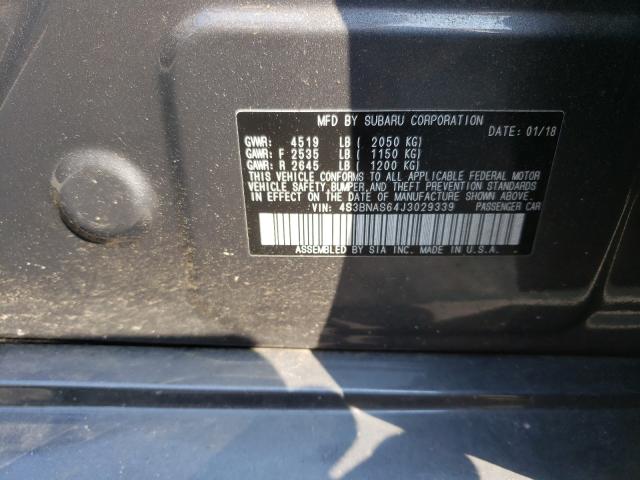 MFD BY SUBARU CORPORATION
DATE: 01/18
GVWR: 4519 LB ( 2050 KG)
GAWR: F 2535 LB ( 1150 KG)
GAWR: R 2645 LB ( 1200 KG)
THIS VEHICLE CONFORMS TO ALL APPLICABLE FEDERAL MOTOR
VEHICLE SAFETY,BUMPER,AND THEFT PREVENTION STANDARDS
IN EFFECT ON THE DATE OF MANUFACTURE SHOWN ABOVE.
VIN: 4S3BNAS64J3029339 PASSENGER CAR
ASSEMBLED BY SIA INC. MADE IN U.S.A.